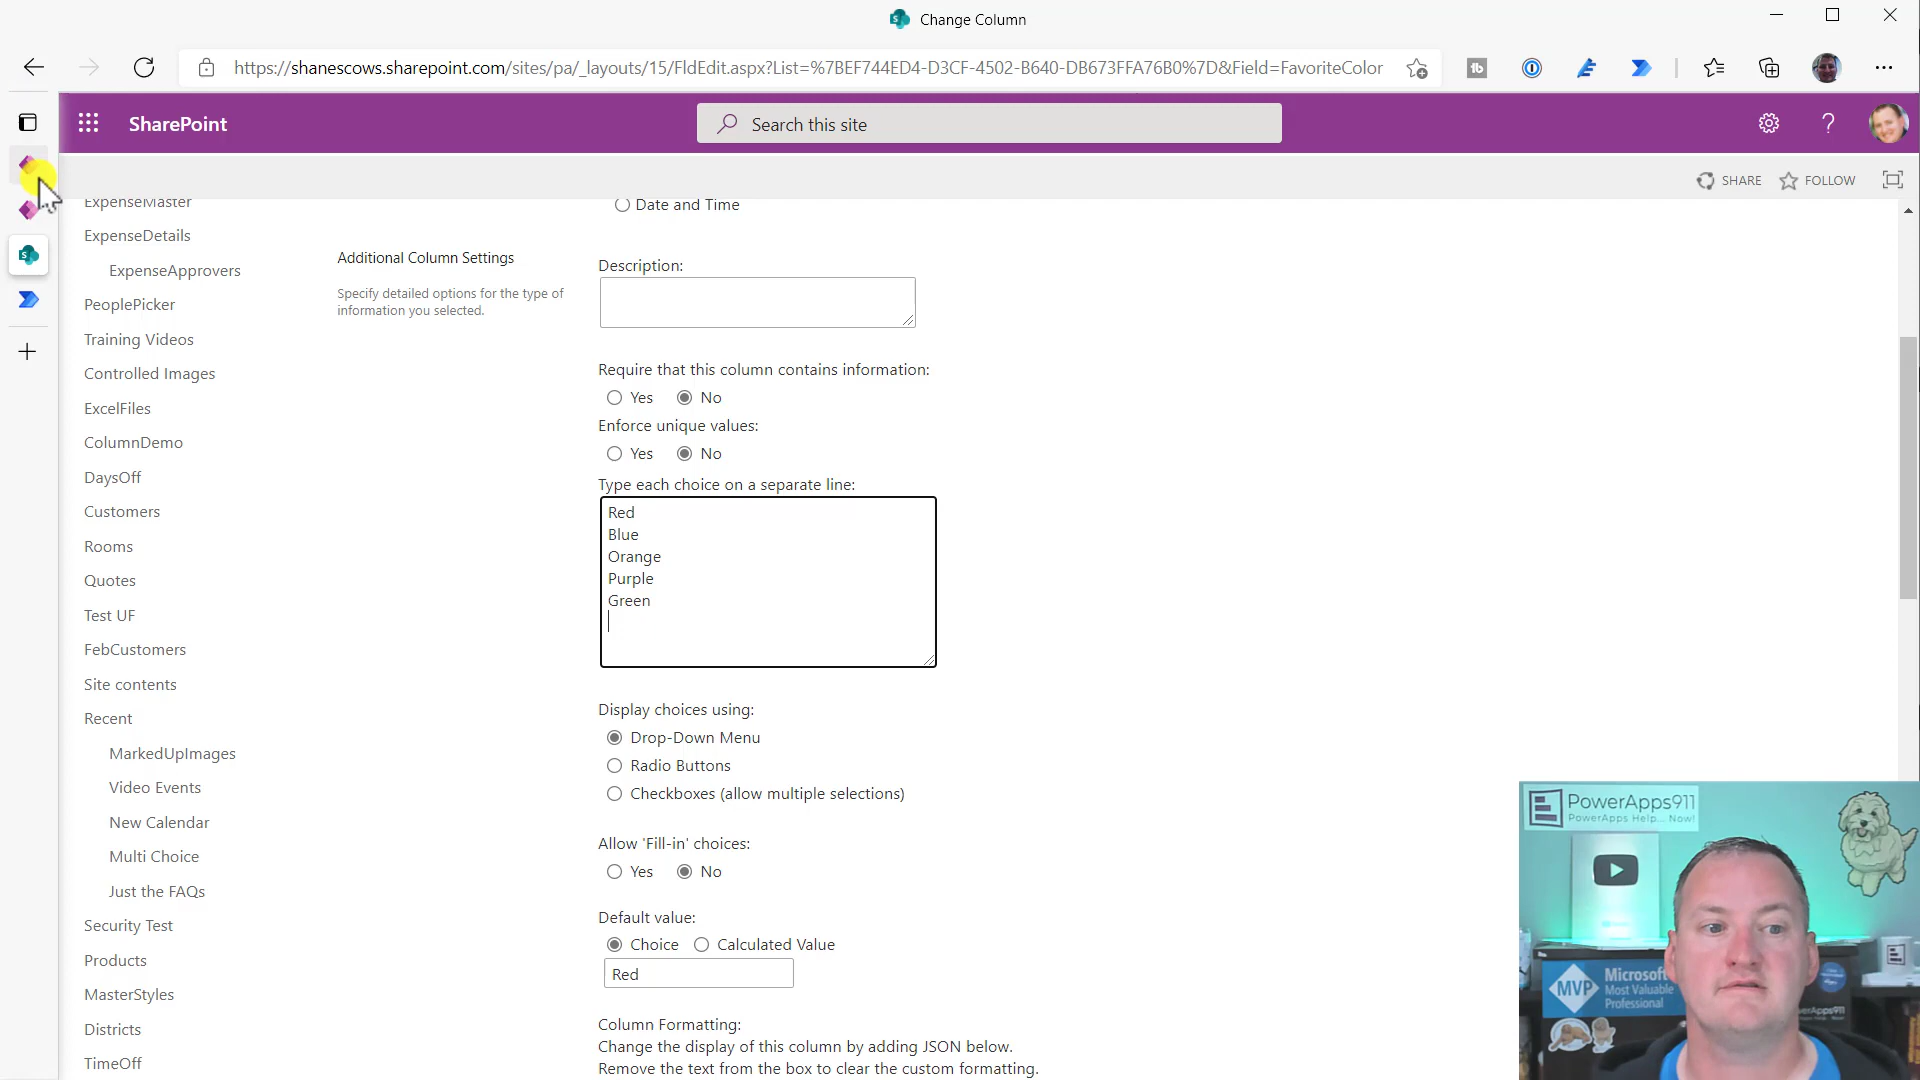 Change Column
https://shanescows.sharepoint.com/sites/pa/_layouts/15/FldEdit.aspx?List=%7BEF744ED4-D3CF-4502-B640-DB673FFA76B0%7D&Field=FavoriteColor
SharePoint
Search this site
SHARE
FOLLOW
ExpenseMaster
ExpenseDetails
ExpenseApprovers
PeoplePicker
Training Videos
Controlled Images
ExcelFiles
ColumnDemo
DaysOff
Customers
Rooms
Quotes
Test UF
FebCustomers
Site contents
Recent
MarkedUpImages
Video Events
New Calendar
Multi Choice
Just the FAQs
Security Test
Products
MasterStyles
Districts
TimeOff
Additional Column Settings
Specify detailed options for the type of
information you selected.
Date and Time
Description:
Require that this column contains information:
Yes No
Enforce unique values:
Yes No
Type each choice on a separate line:
Red
Blue
Orange
Purple
Green
Display choices using:
Drop-Down Menu
Radio Buttons
Checkboxes (allow multiple selections)
Allow 'Fill-in' choices:
Yes No
Default value:
Choice Calculated Value
Red
Column Formatting:
Change the display of this column by adding JSON below.
Remove the text from the box to clear the custom formatting.
PowerApps911
PowerApps Help... Now!
MVP
Microsoft
Most Valuable
Professional